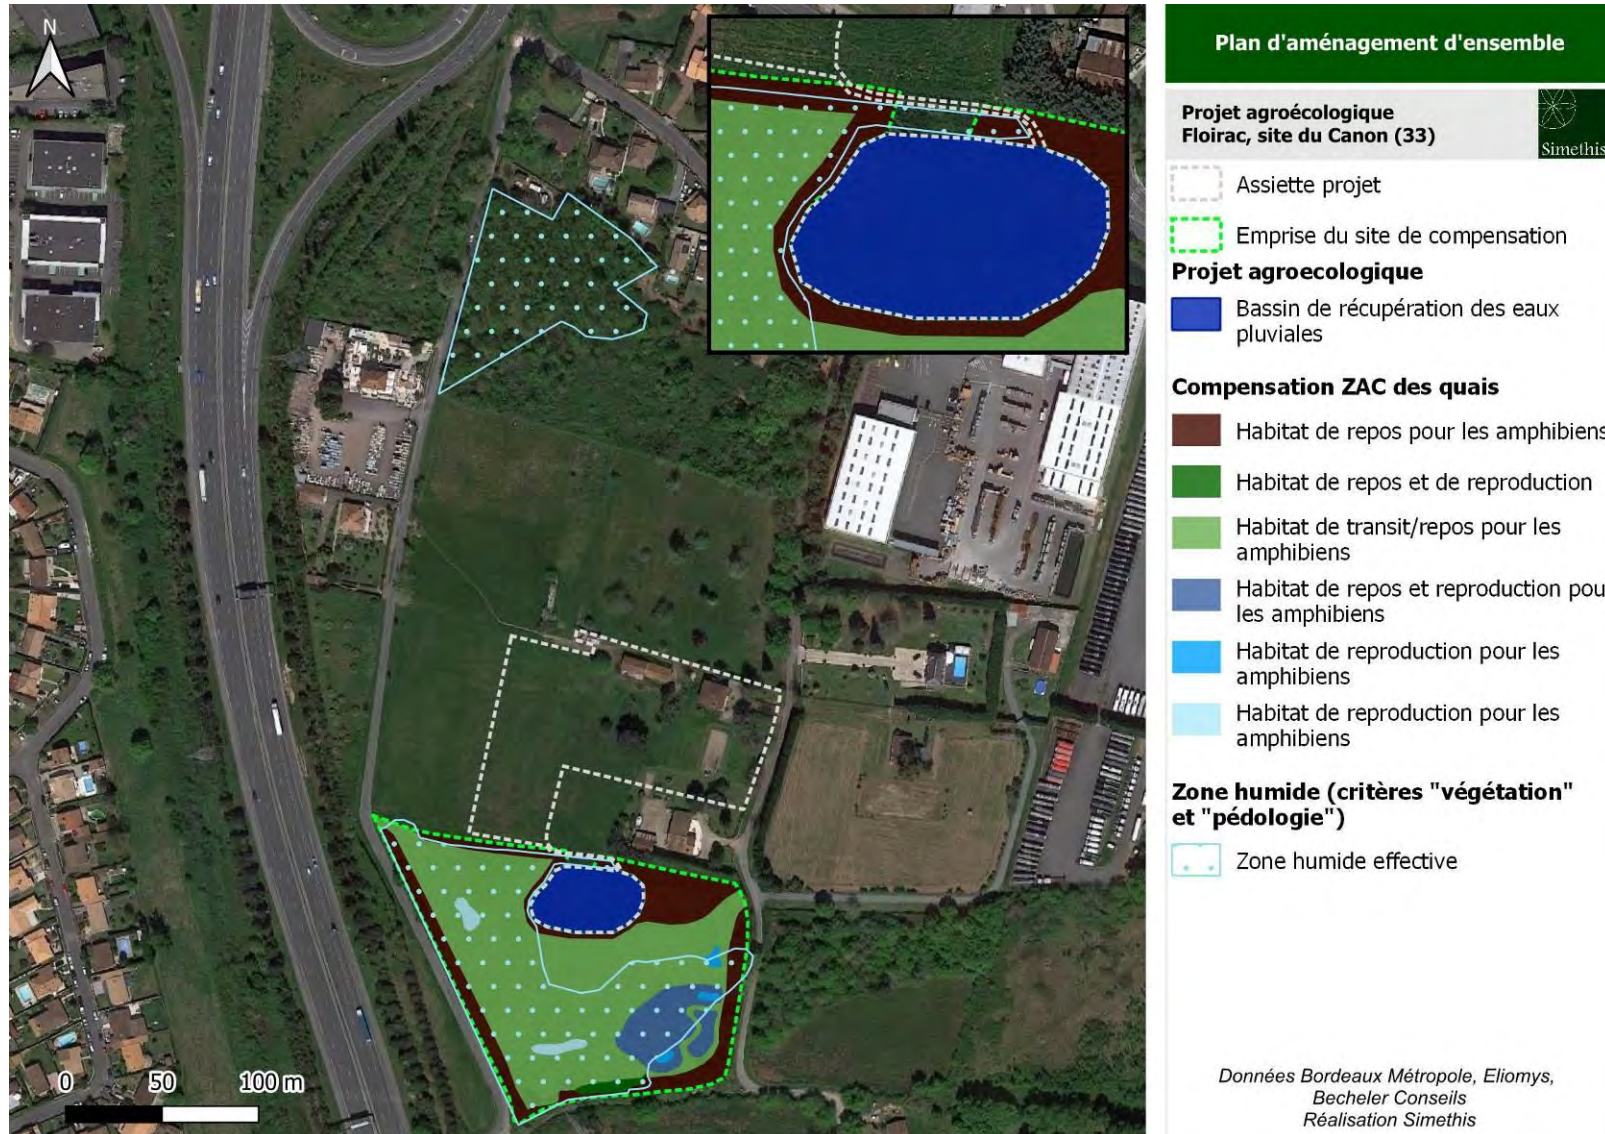 N
0 50 100 m
Plan d'aménagement d'ensemble
Projet agroécologique
Floirac, site du Canon (33)
Simethis
Assiette projet
Emprise du site de compensation
Projet agroecologique
Bassin de récupération des eaux
pluviales
Compensation ZAC des quais
Habitat de repos pour les amphibiens
Habitat de repos et de reproduction
Habitat de transit/repos pour les
amphibiens
Habitat de repos et reproduction pou
les amphibiens
Habitat de reproduction pour les
amphibiens
Habitat de reproduction pour les
amphibiens
Zone humide (critères "végétation"
et "pédologie")
Zone humide effective
Données Bordeaux Métropole, Eliomys,
Becheler Conseils
Réalisation Simethis